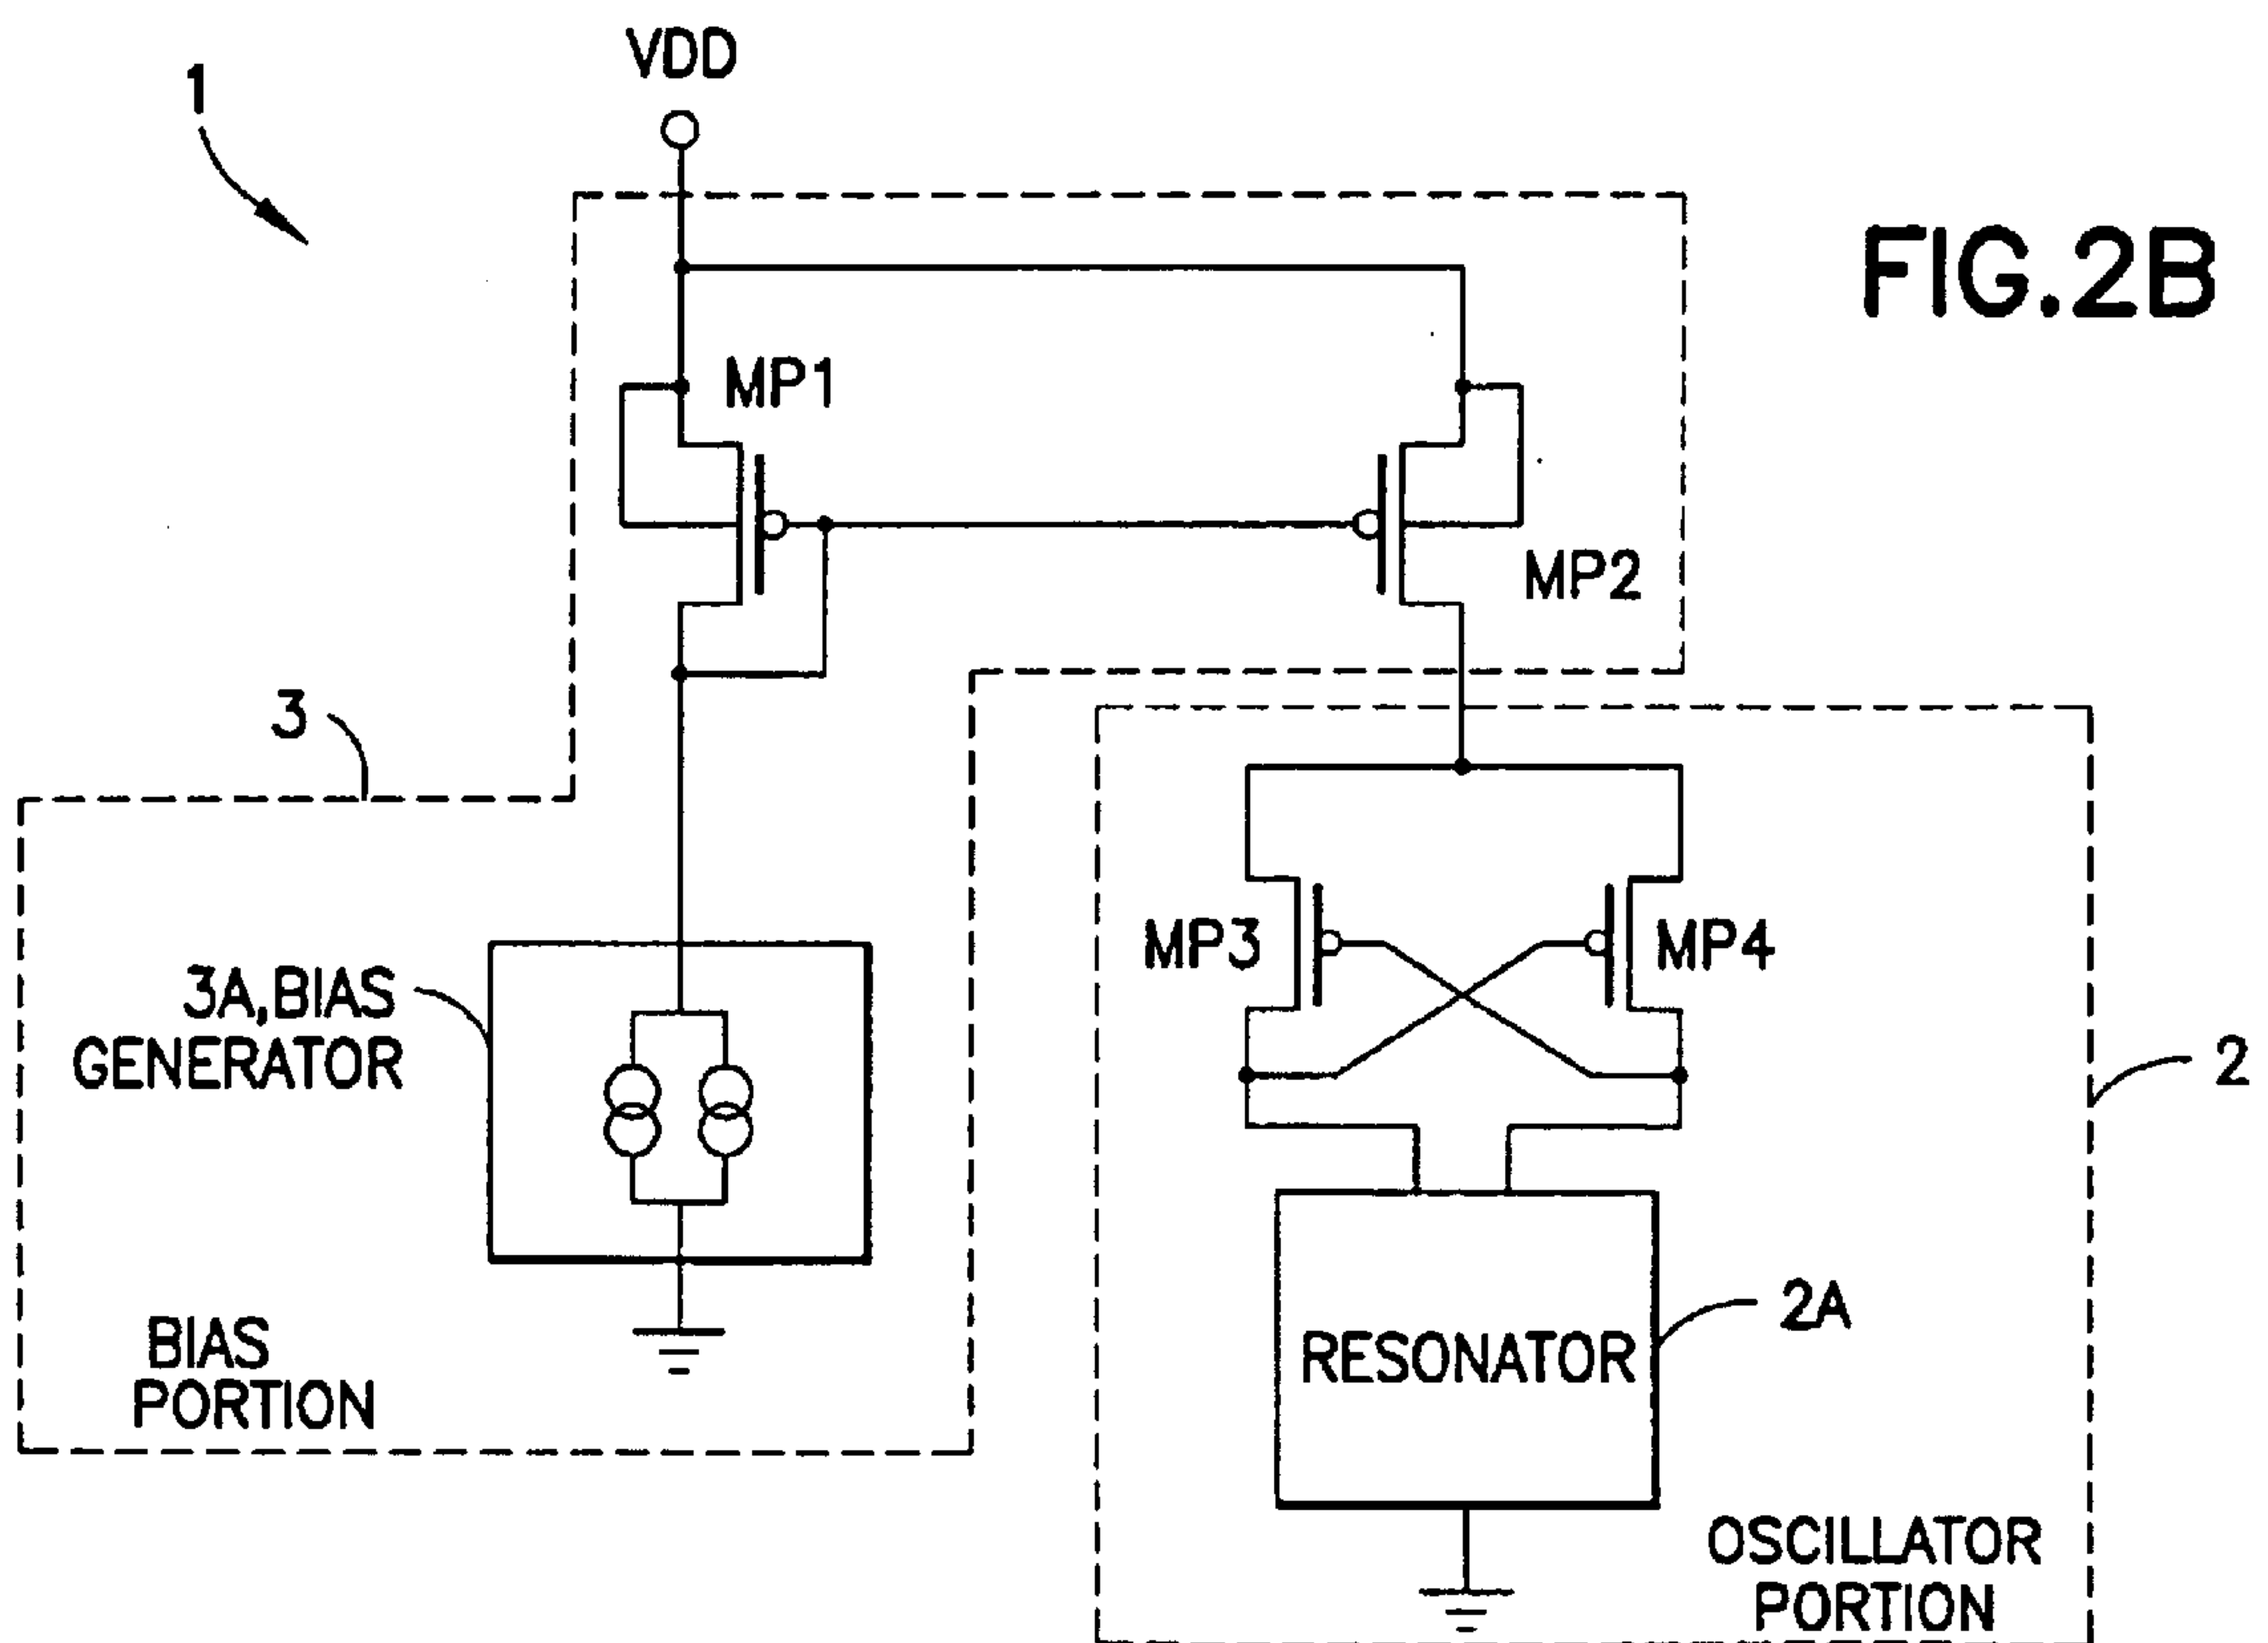 VDD
1
FIG.2B
MP1
MP2
3
MP3
MP4
3A,BIAS
GENERATOR
2
2A
RESONATOR
BIAS
PORTION
OSCILLATOR
PORTION